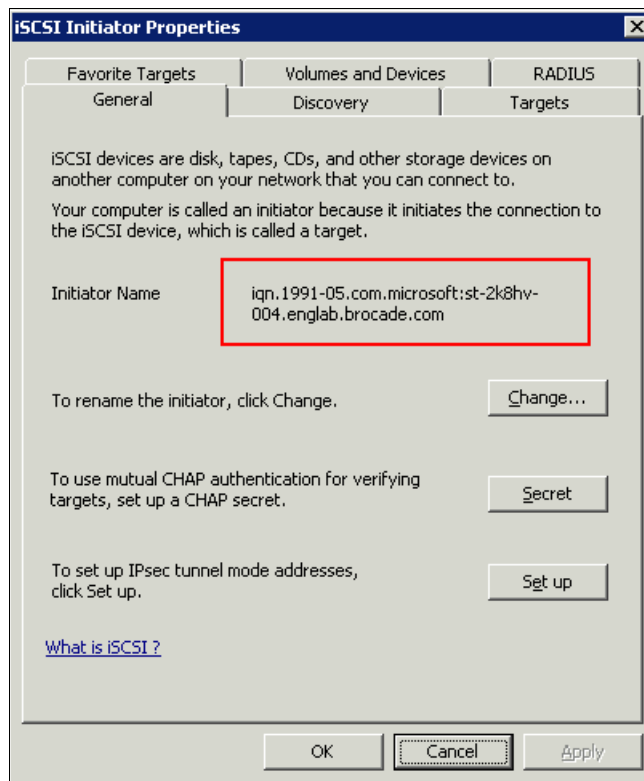 iSCSI Initiator Properties
Favorite Targets
Volumes and Devices
RADIUS
General
Discovery
Targets
iSCSI devices are disk, tapes, CDs, and other storage devices on
another computer on your network that you can connect to.
Your computer is called an initiator because it initiates the connection to
the iSCSI device, which is called a target.
Initiator Name
iqn.1991-05.com.microsoft:st-2k8hv-
004.englab.brocade.com
To rename the initiator, click Change.
Change...
To use mutual CHAP authentication for verifying
targets, set up a CHAP secret.
Secret
To set up IPsec tunnel mode addresses,
click Set up.
Set up
What is iSCSI ?
OK
Cancel
Apply